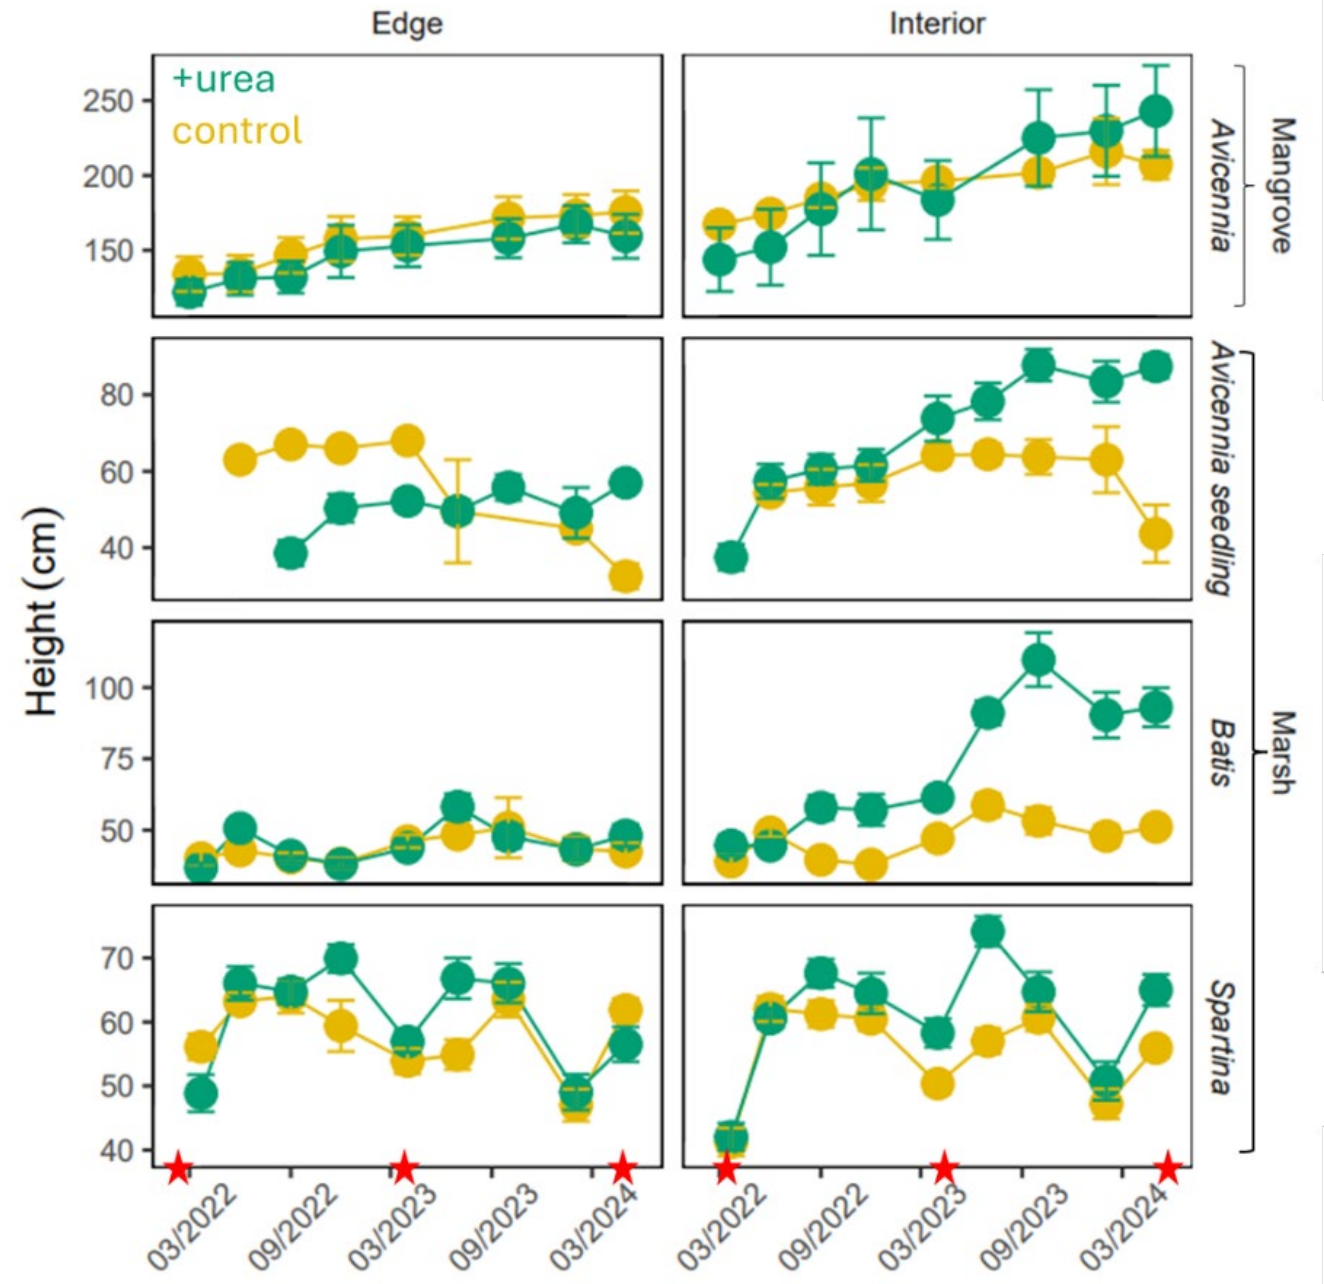 Edge
Interior
+urea
control
250
200
150
Avicennia
Mangrove
80
60
40
Avicennia seedling
Height (cm)
100
75
50
Batis
Marsh
70
60
50
40
Spartina
03/2022
09/2022
03/2023
09/2023
03/2024
03/2022
09/2022
03/2023
09/2023
03/2024